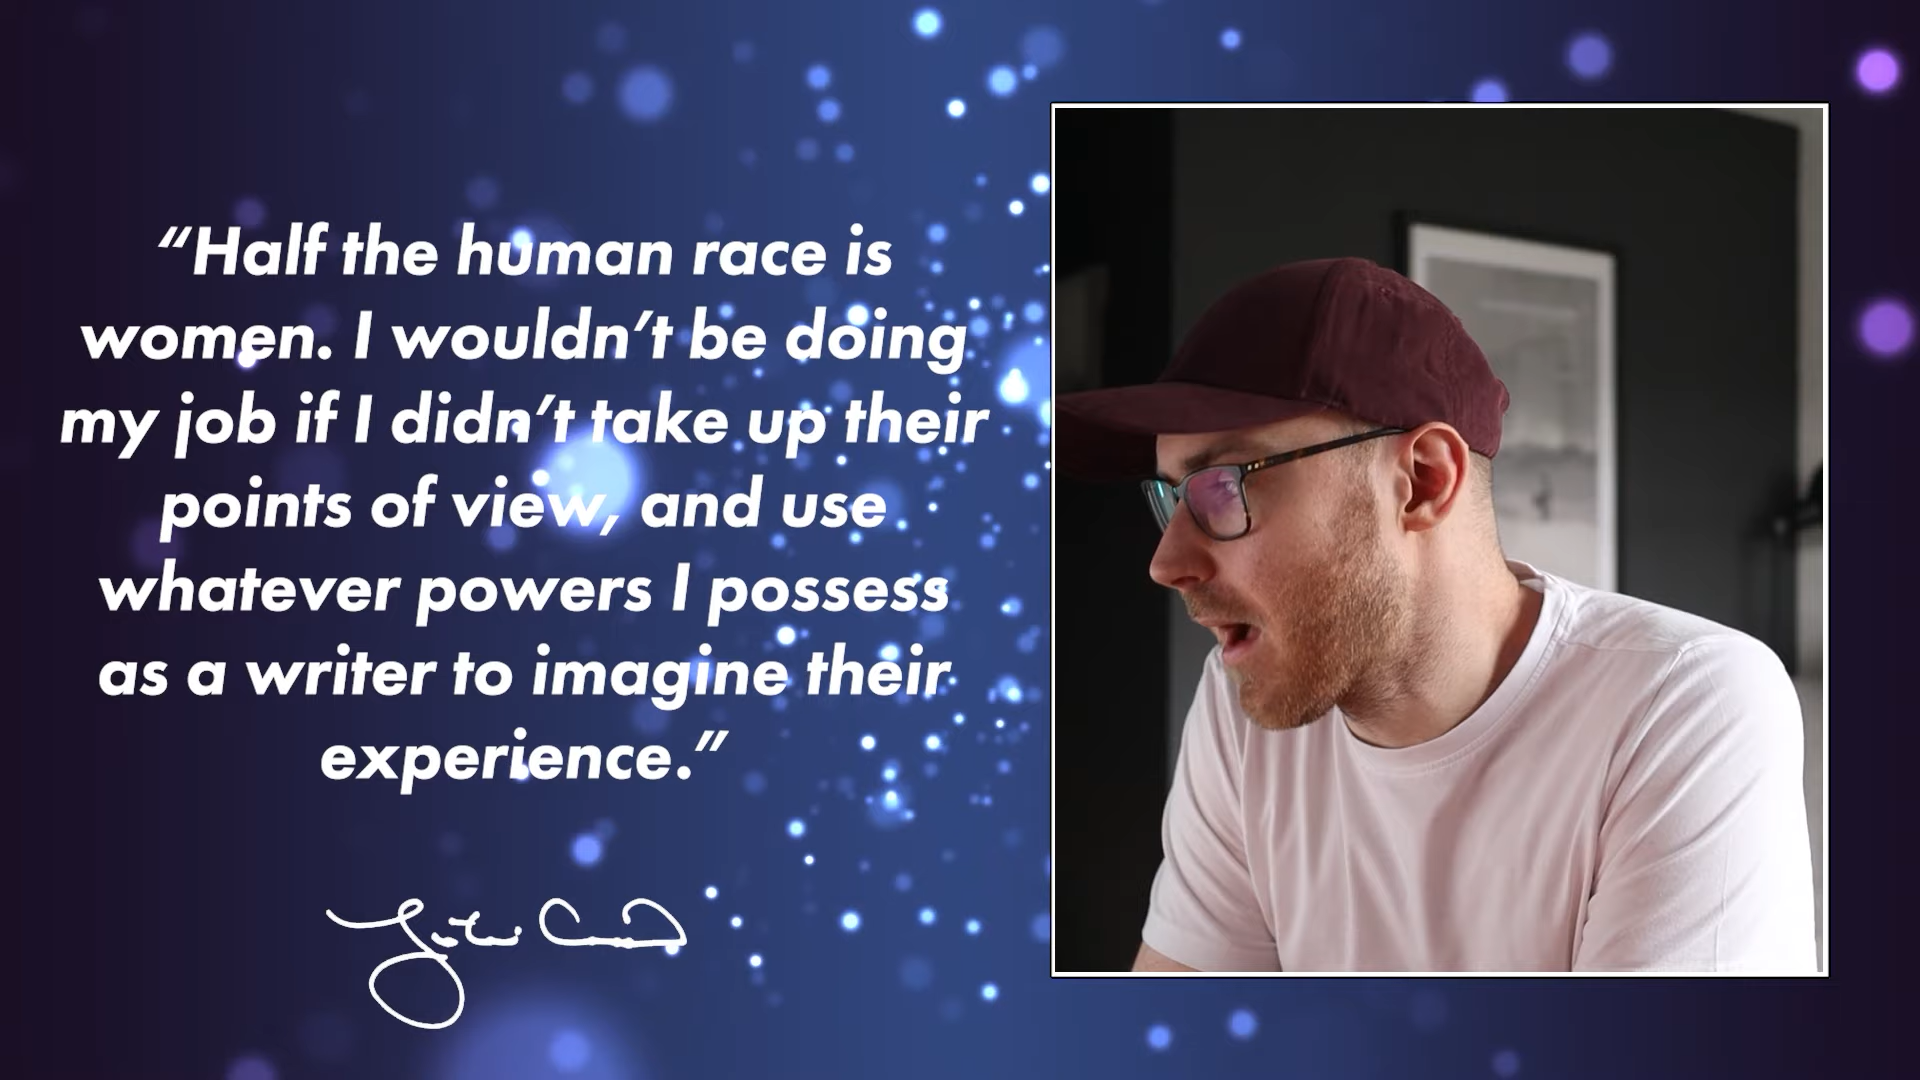 “Half the human race is
women. I wouldn’t be doing
my job if I didn’t take up their
points of view, and use
whatever powers I possess
as a writer to imagine their
experience.”